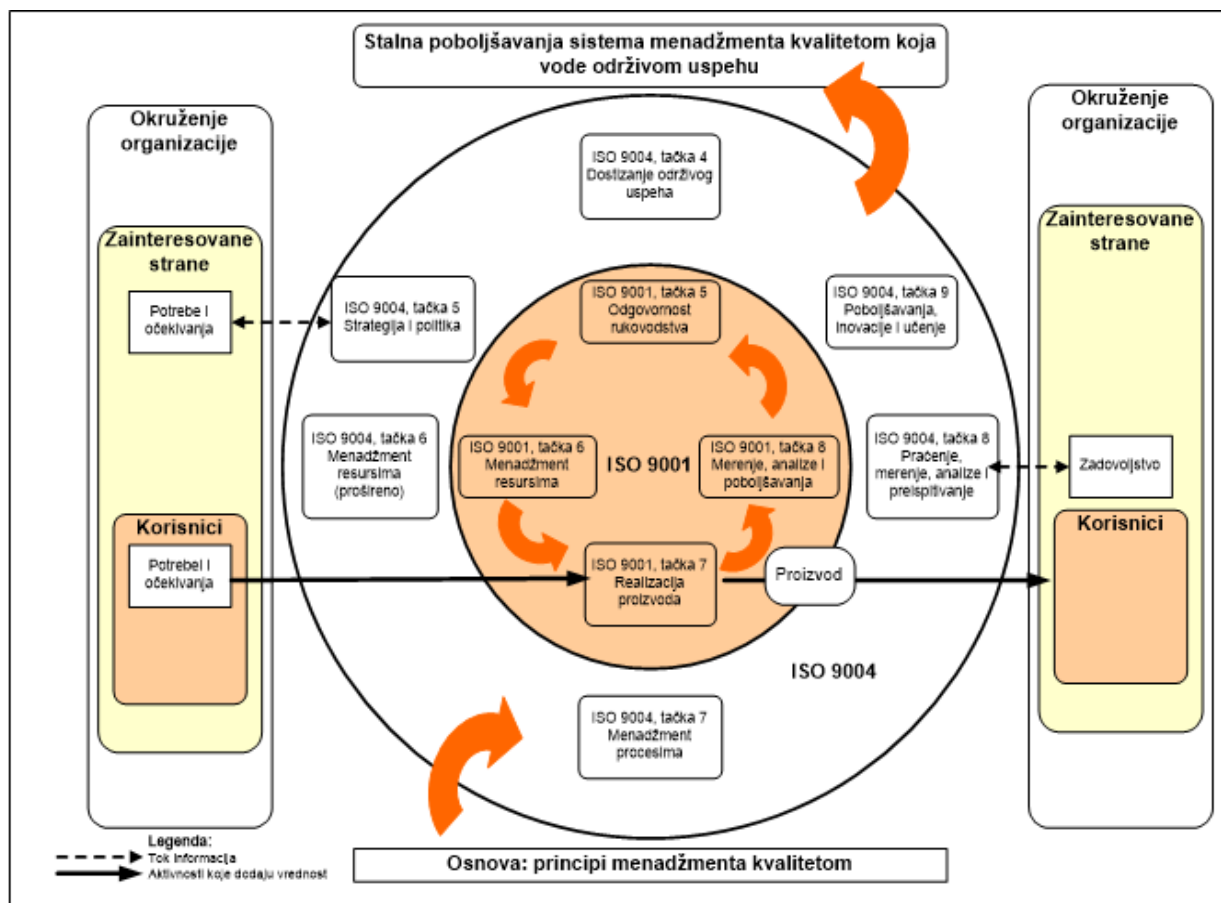 Stalna poboljšavanja sistema menadžmenta kvalitetom koja
vode održivom uspehu
Okruženje
organizacije
Zainteresovane
strane
Potrebe I
očekivanja
Korisnici
Potrebel I
očekivanja
ISO 9004, tačka 4
Dostizanje održivog
uspeha
ISO 9004, tačka 5
Strategija I politika
ISO 9001, tačka 5
Odgovornost
rukovodstva
ISO 9004, tačka 9
Poboljšavanja,
Inovacije I učenje
ISO 9004, tačka 6
Menadžment
resursima
(prošireno)
ISO 9001, tačka 6
Menadžment
resursima
ISO 9001
ISO 9001, tačka 8
Merenje, analize I
poboljšavanja
ISO 9004, tačka 8
Praćenje,
merenje, analize I
preispitivanje
ISO 9001, tačka 7
Realizacija
proizvoda
Proizvod
ISO 9004
ISO 9004, tačka 7
Menadžment
procesima
Okruženje
organizacije
Zainteresovane
strane
Zadovoljstvo
Korisnici
Legenda:
Tok Informacija
Aktivnosti koje dodaju vrednost
Osnova: principi menadžmenta kvalitetom